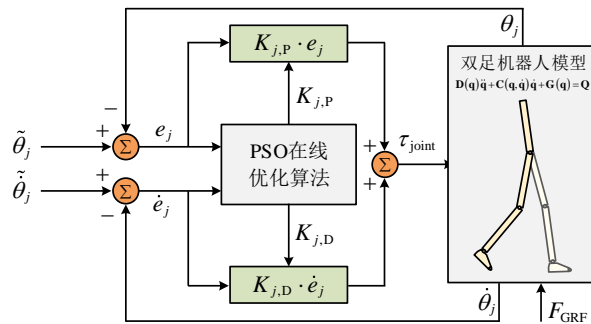 θ_j
K_{j,P} · e_j
双足机器人模型
D(q)q̈+C(q,q̇)q̇+G(q)=Q
−
K_{j,P}
+
e_j
θ̃_j
Σ
PSO在线
优化算法
+
Σ
+
τ_joint
θ̃̇_j
+
Σ
−
ė_j
K_{j,D}
K_{j,D} · ė_j
θ̇_j
F_GRF